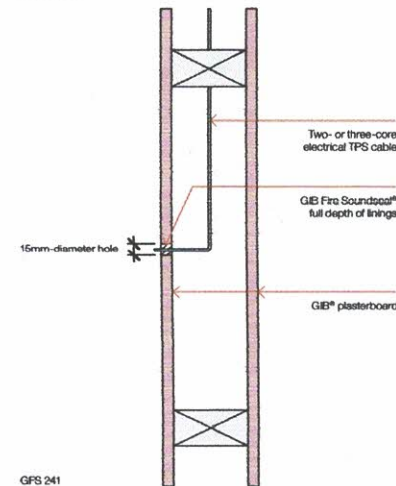 Two- or three-core
electrical TPS cable
GIB Fire Soundseal®
full depth of linings
15mm-diameter hole
GIB® plasterboard
GFS 241